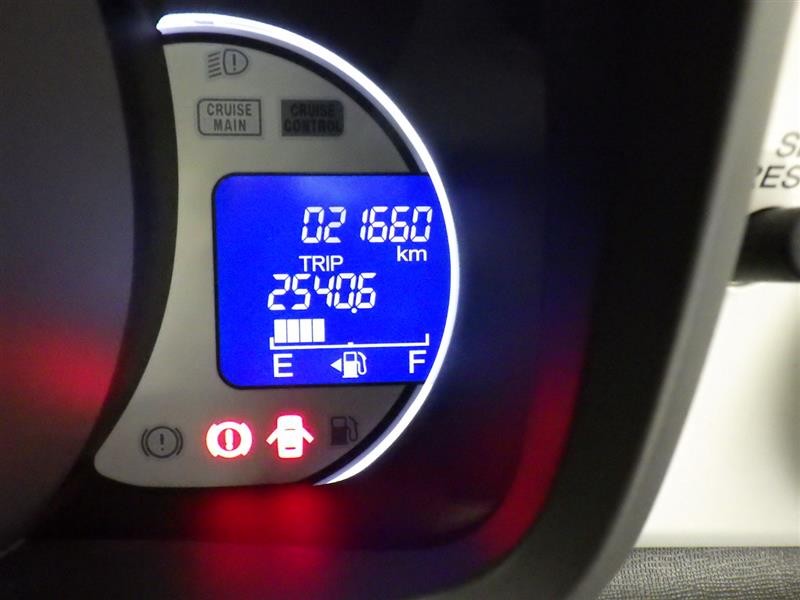 CRUISE
MAIN
CRUISE
CONTROL
021660
km
TRIP
2540.6
E F